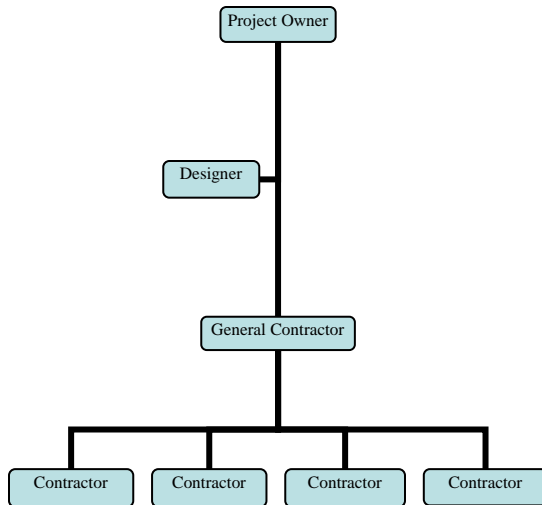 Project Owner
Designer
General Contractor
Contractor
Contractor
Contractor
Contractor